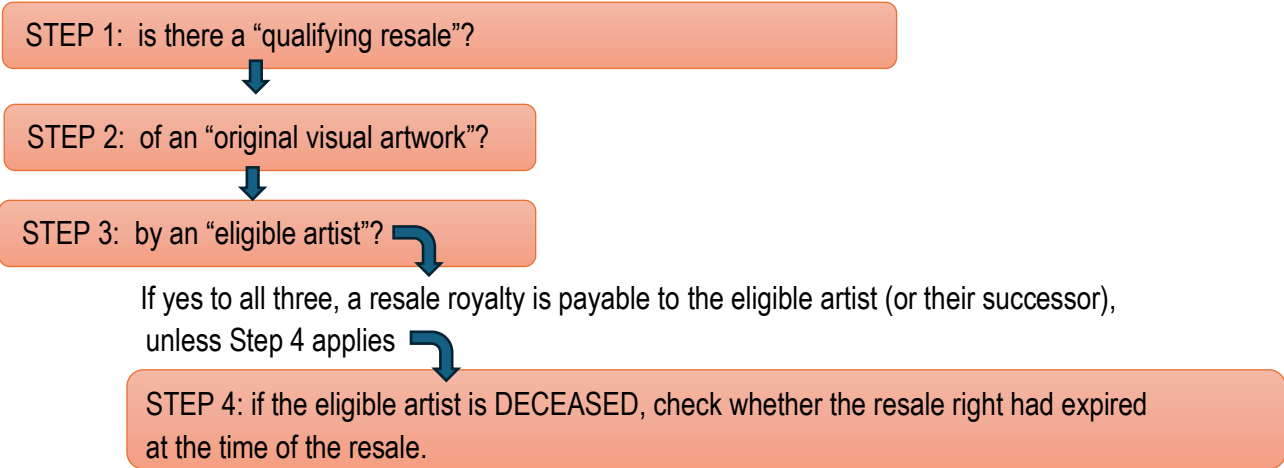 STEP 1:  is there a “qualifying resale”?
STEP 2:  of an “original visual artwork”?
STEP 3:  by an “eligible artist”?
If yes to all three, a resale royalty is payable to the eligible artist (or their successor),
unless Step 4 applies
STEP 4: if the eligible artist is DECEASED, check whether the resale right had expired
at the time of the resale.